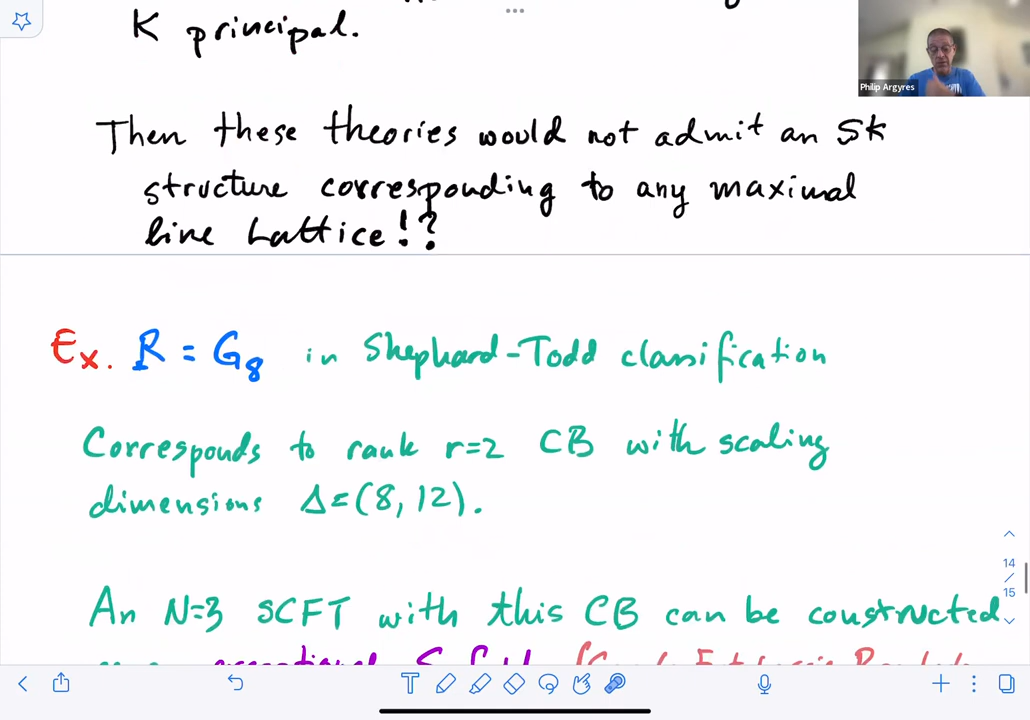 K principal.
Philip Argyres
Then these theories would not admit an SK
structure corresponding to any maximal
line lattice!?
Ex. R = G8 in Shephard-Todd classification
Corresponds to rank r=2 CB with scaling
dimensions Δ=(8,12).
14
/
15
An N=3 SCFT with this CB can be constructed
T